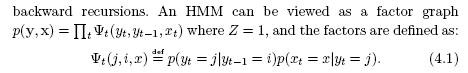 backward recursions. An HMM can be viewed as a factor graph
p(y, x) = ∏ₜ Ψₜ(yₜ, yₜ₋₁, xₜ) where Z = 1, and the factors are defined as:
Ψₜ(j, i, x) ≝ p(yₜ = j|yₜ₋₁ = i)p(xₜ = x|yₜ = j). (4.1)